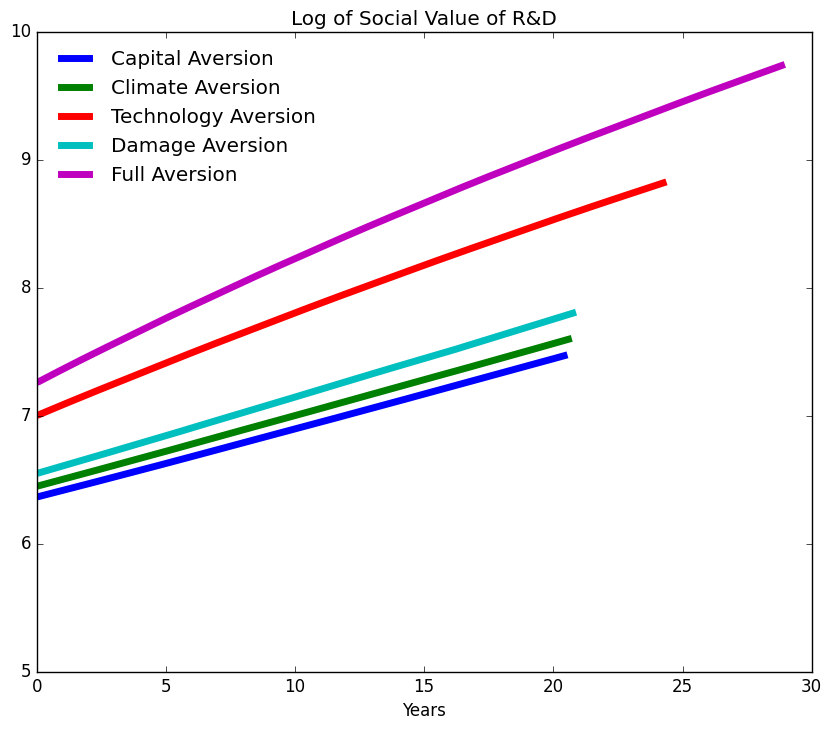 Log of Social Value of R&D
10
9
8
7
6
5
Capital Aversion
Climate Aversion
Technology Aversion
Damage Aversion
Full Aversion
0 5 10 15 20 25 30
Years